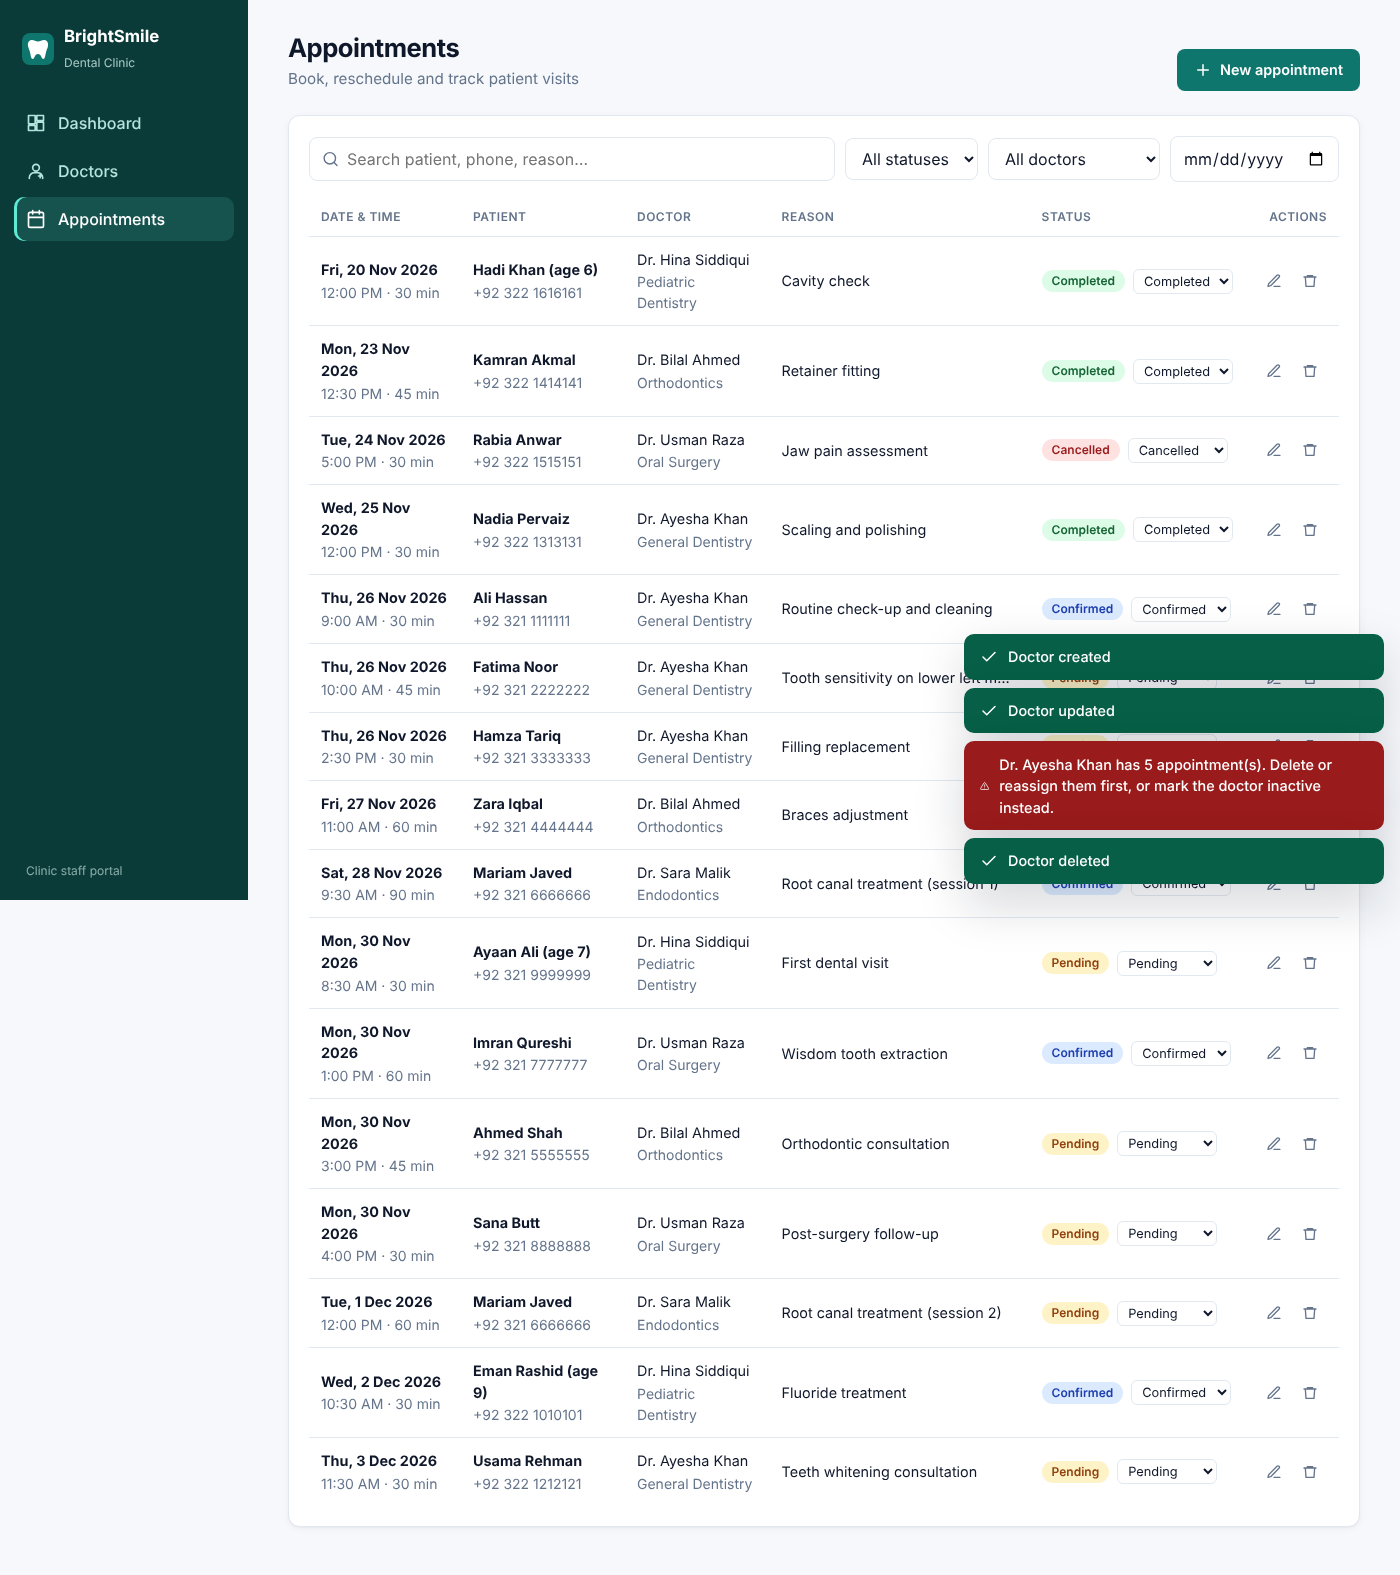 BrightSmile
Dental Clinic
Dashboard
Doctors
Appointments
Clinic staff portal
Appointments
Book, reschedule and track patient visits
New appointment
Search patient, phone, reason...
All statuses
All doctors
mm/dd/yyyy
DATE & TIME PATIENT DOCTOR REASON STATUS ACTIONS
Fri, 20 Nov 2026
12:00 PM · 30 min
Hadi Khan (age 6)
+92 322 1616161
Dr. Hina Siddiqui
Pediatric
Dentistry
Cavity check
Completed Completed
Mon, 23 Nov
2026
12:30 PM · 45 min
Kamran Akmal
+92 322 1414141
Dr. Bilal Ahmed
Orthodontics
Retainer fitting
Completed Completed
Tue, 24 Nov 2026
5:00 PM · 30 min
Rabia Anwar
+92 322 1515151
Dr. Usman Raza
Oral Surgery
Jaw pain assessment
Cancelled Cancelled
Wed, 25 Nov
2026
12:00 PM · 30 min
Nadia Pervaiz
+92 322 1313131
Dr. Ayesha Khan
General Dentistry
Scaling and polishing
Completed Completed
Thu, 26 Nov 2026
9:00 AM · 30 min
Ali Hassan
+92 321 1111111
Dr. Ayesha Khan
General Dentistry
Routine check-up and cleaning
Confirmed Confirmed
Thu, 26 Nov 2026
10:00 AM · 45 min
Fatima Noor
+92 321 2222222
Dr. Ayesha Khan
General Dentistry
Tooth sensitivity on lower left m...
Pending Pending
Thu, 26 Nov 2026
2:30 PM · 30 min
Hamza Tariq
+92 321 3333333
Dr. Ayesha Khan
General Dentistry
Filling replacement
Fri, 27 Nov 2026
11:00 AM · 60 min
Zara Iqbal
+92 321 4444444
Dr. Bilal Ahmed
Orthodontics
Braces adjustment
Sat, 28 Nov 2026
9:30 AM · 90 min
Mariam Javed
+92 321 6666666
Dr. Sara Malik
Endodontics
Root canal treatment (session 1)
Confirmed Confirmed
Mon, 30 Nov
2026
8:30 AM · 30 min
Ayaan Ali (age 7)
+92 321 9999999
Dr. Hina Siddiqui
Pediatric
Dentistry
First dental visit
Pending Pending
Mon, 30 Nov
2026
1:00 PM · 60 min
Imran Qureshi
+92 321 7777777
Dr. Usman Raza
Oral Surgery
Wisdom tooth extraction
Confirmed Confirmed
Mon, 30 Nov
2026
3:00 PM · 45 min
Ahmed Shah
+92 321 5555555
Dr. Bilal Ahmed
Orthodontics
Orthodontic consultation
Pending Pending
Mon, 30 Nov
2026
4:00 PM · 30 min
Sana Butt
+92 321 8888888
Dr. Usman Raza
Oral Surgery
Post-surgery follow-up
Pending Pending
Tue, 1 Dec 2026
12:00 PM · 60 min
Mariam Javed
+92 321 6666666
Dr. Sara Malik
Endodontics
Root canal treatment (session 2)
Pending Pending
Wed, 2 Dec 2026
10:30 AM · 30 min
Eman Rashid (age
9)
+92 322 1010101
Dr. Hina Siddiqui
Pediatric
Dentistry
Fluoride treatment
Confirmed Confirmed
Thu, 3 Dec 2026
11:30 AM · 30 min
Usama Rehman
+92 322 1212121
Dr. Ayesha Khan
General Dentistry
Teeth whitening consultation
Pending Pending
Doctor created
Doctor updated
Dr. Ayesha Khan has 5 appointment(s). Delete or
reassign them first, or mark the doctor inactive
instead.
Doctor deleted